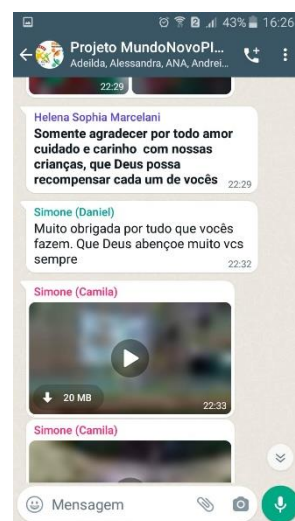 43% 16:26
Projeto MundoNovoPI...
Adeilda, Alessandra, ANA, Andrei...
22:29
Helena Sophia Marcelani
Somente agradecer por todo amor
cuidado e carinho com nossas
crianças, que Deus possa
recompensar cada um de vocês 22:29
Simone (Daniel)
Muito obrigada por tudo que vocês
fazem. Que Deus abençoe muito vcs
sempre
22:32
Simone (Camila)
20 MB
22:33
Simone (Camila)
Mensagem